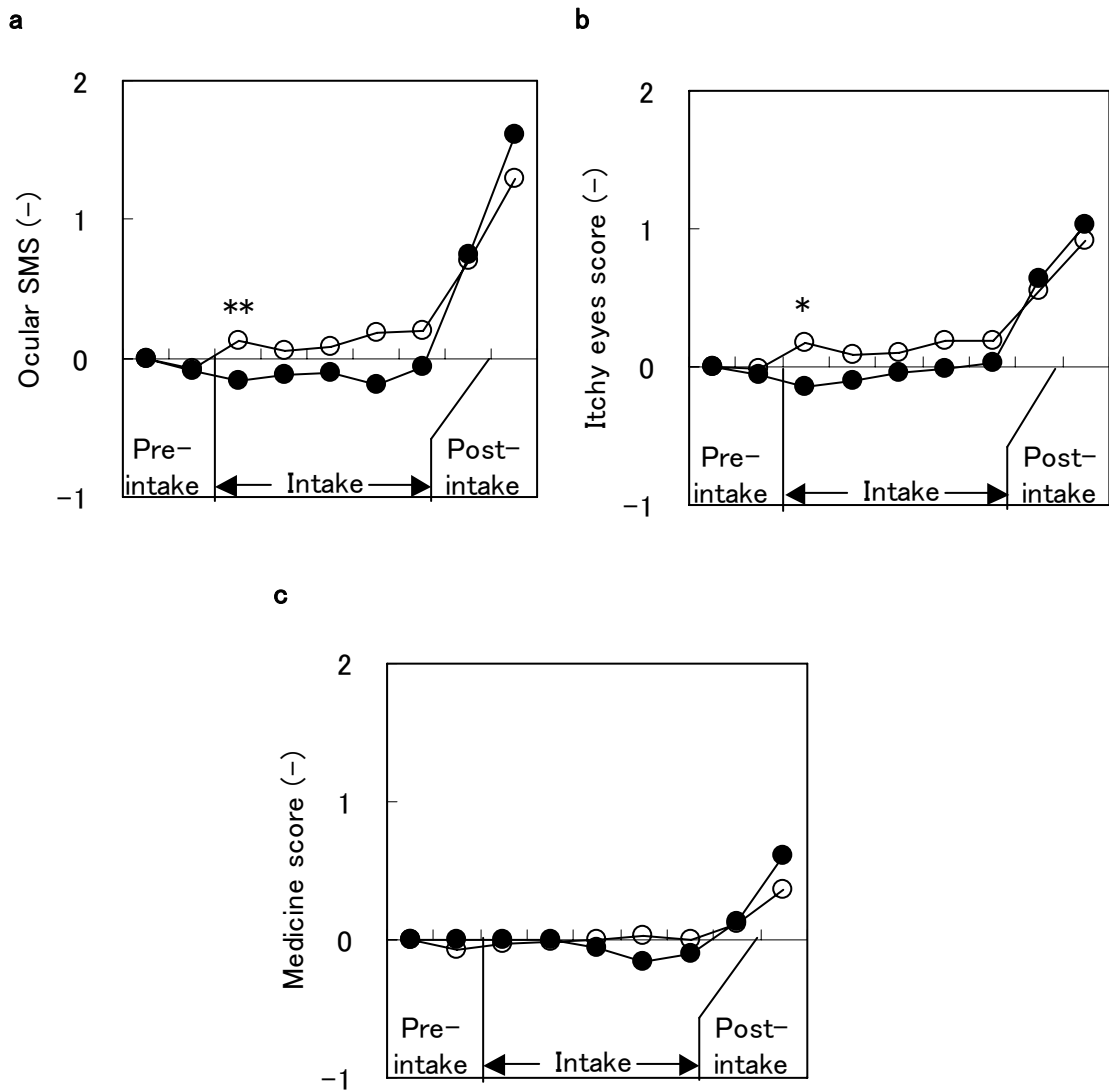 a
2
1
0
-1
Ocular SMS (-)
**
Pre-
intake
Intake
Post-
intake
b
2
1
0
-1
Itchy eyes score (-)
*
Pre-
intake
Intake
Post-
intake
c
2
1
0
-1
Medicine score (-)
Pre-
intake
Intake
Post-
intake